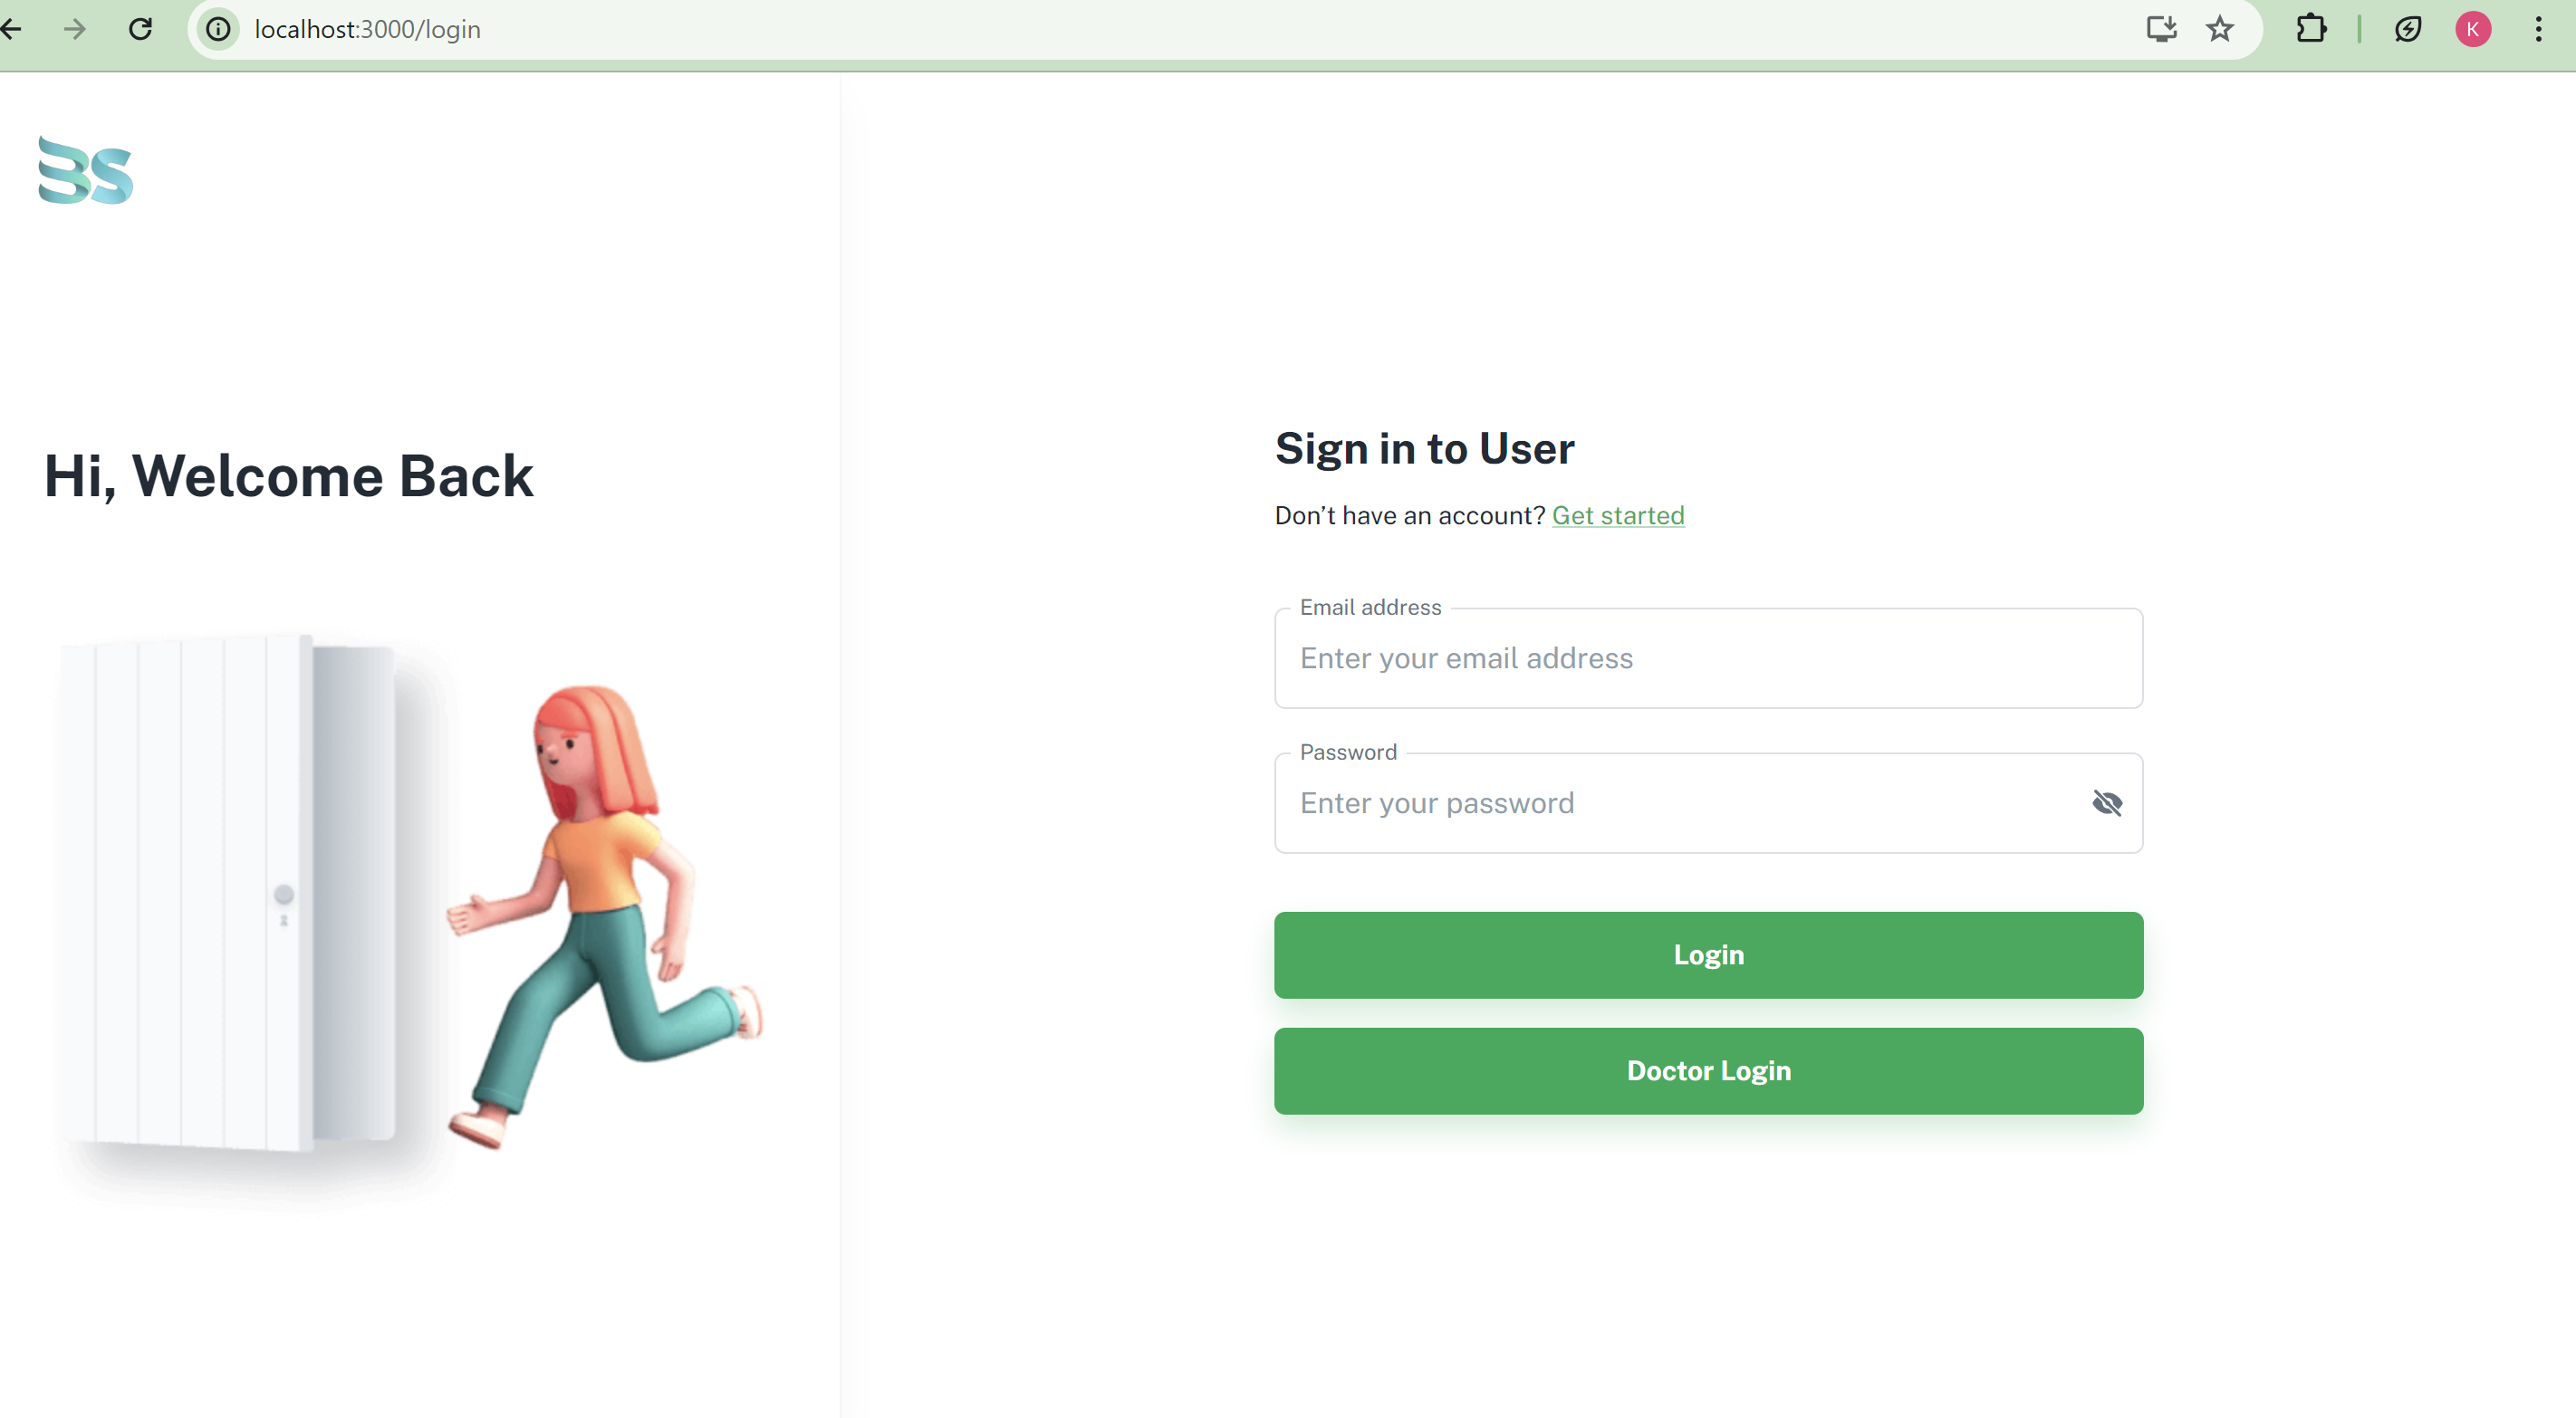 localhost:3000/login
K
BS
Hi, Welcome Back
Sign in to User
Don’t have an account? Get started
Email address
Enter your email address
Password
Enter your password
Login
Doctor Login